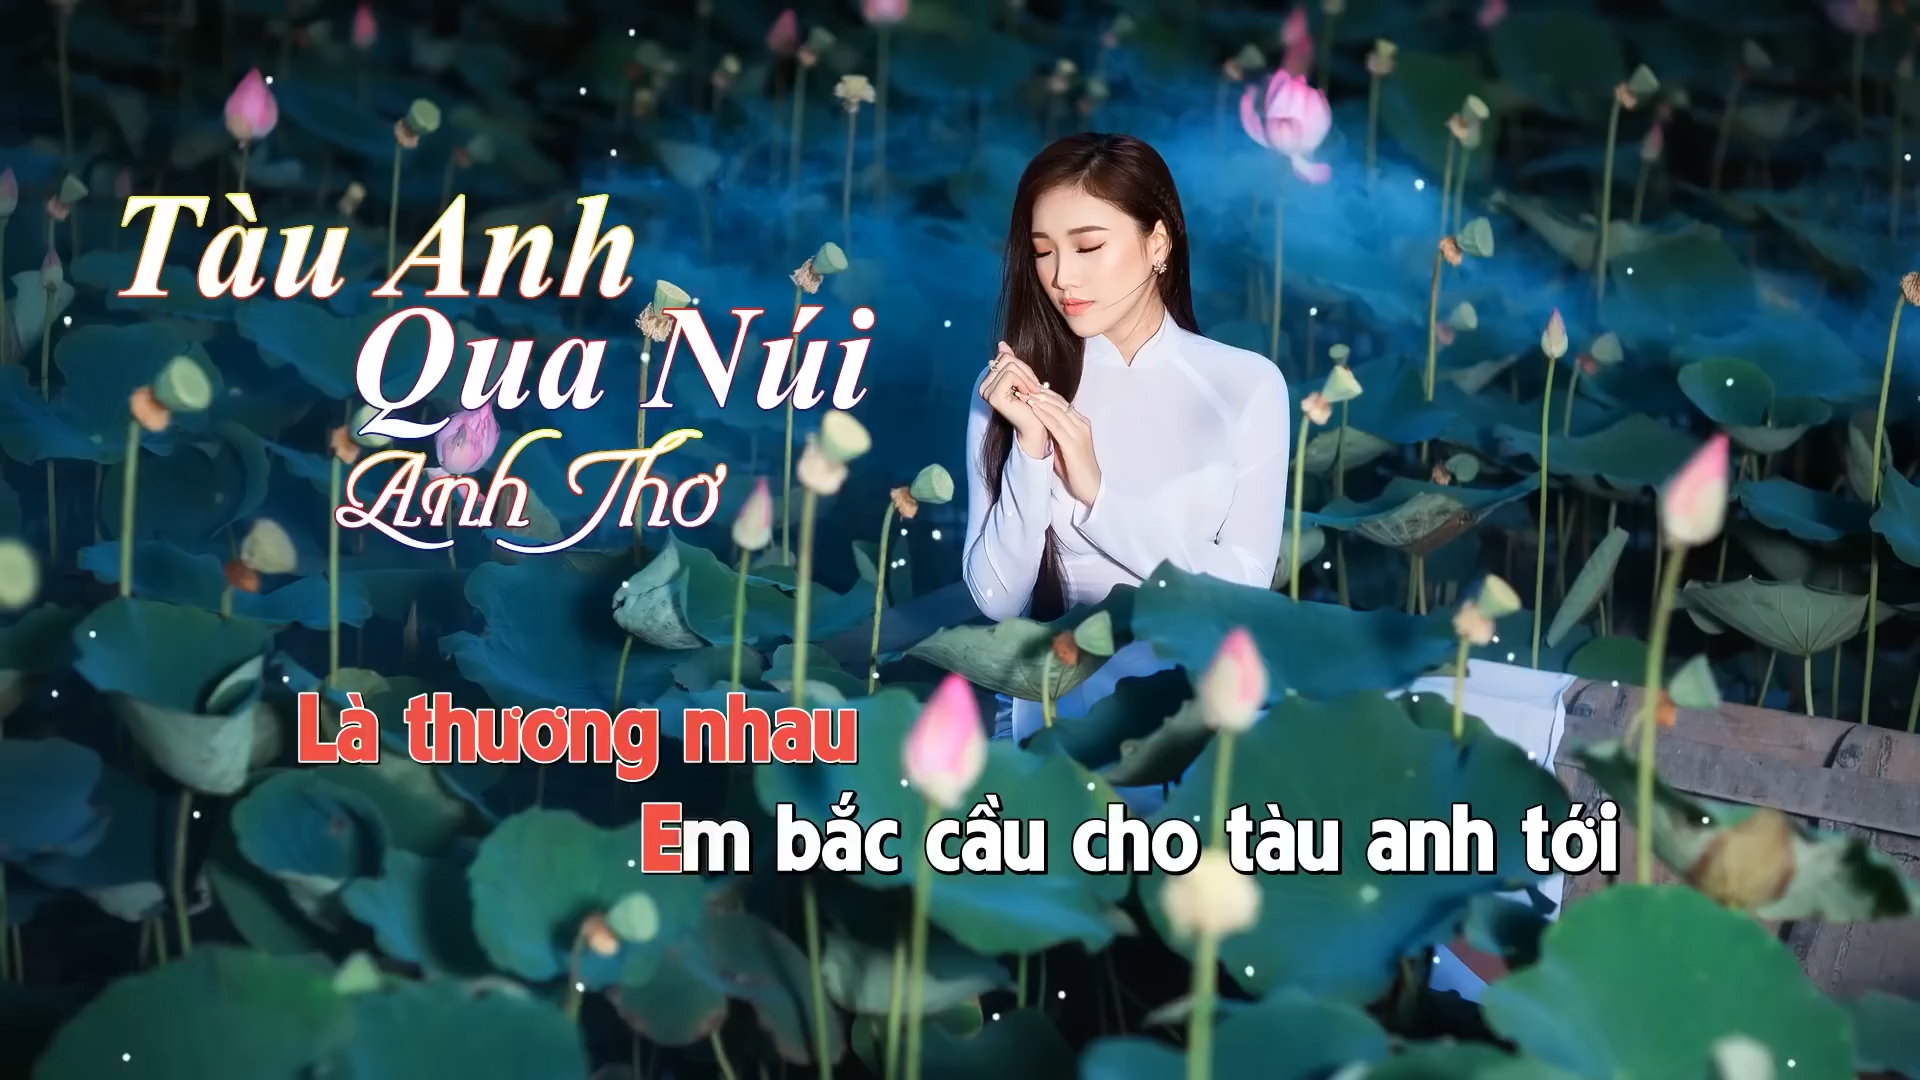 Tàu Anh
Qua Núi
Anh Thơ
Là thương nhau
Em bắc cầu cho tàu anh tới